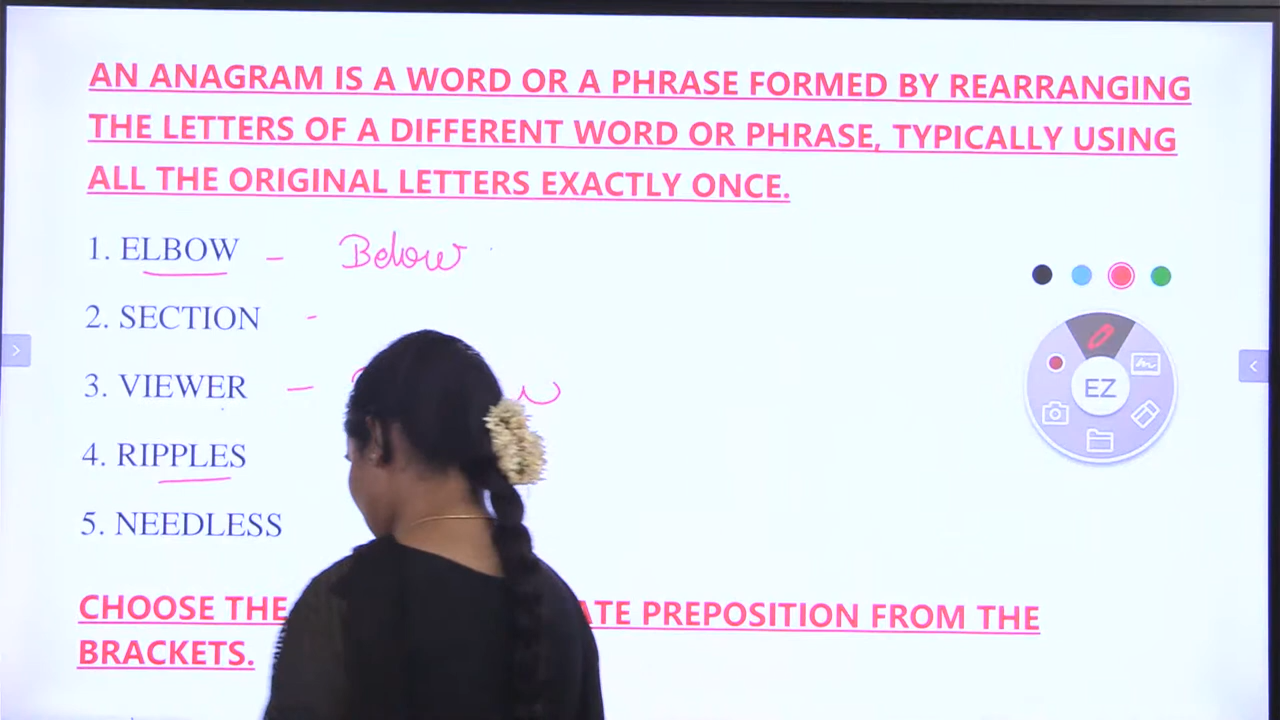 AN ANAGRAM IS A WORD OR A PHRASE FORMED BY REARRANGING
THE LETTERS OF A DIFFERENT WORD OR PHRASE, TYPICALLY USING
ALL THE ORIGINAL LETTERS EXACTLY ONCE.
1. ELBOW - Below
2. SECTION -
3. VIEWER -
4. RIPPLES
5. NEEDLESS
CHOOSE THE PREPOSITION FROM THE
BRACKETS.
EZ